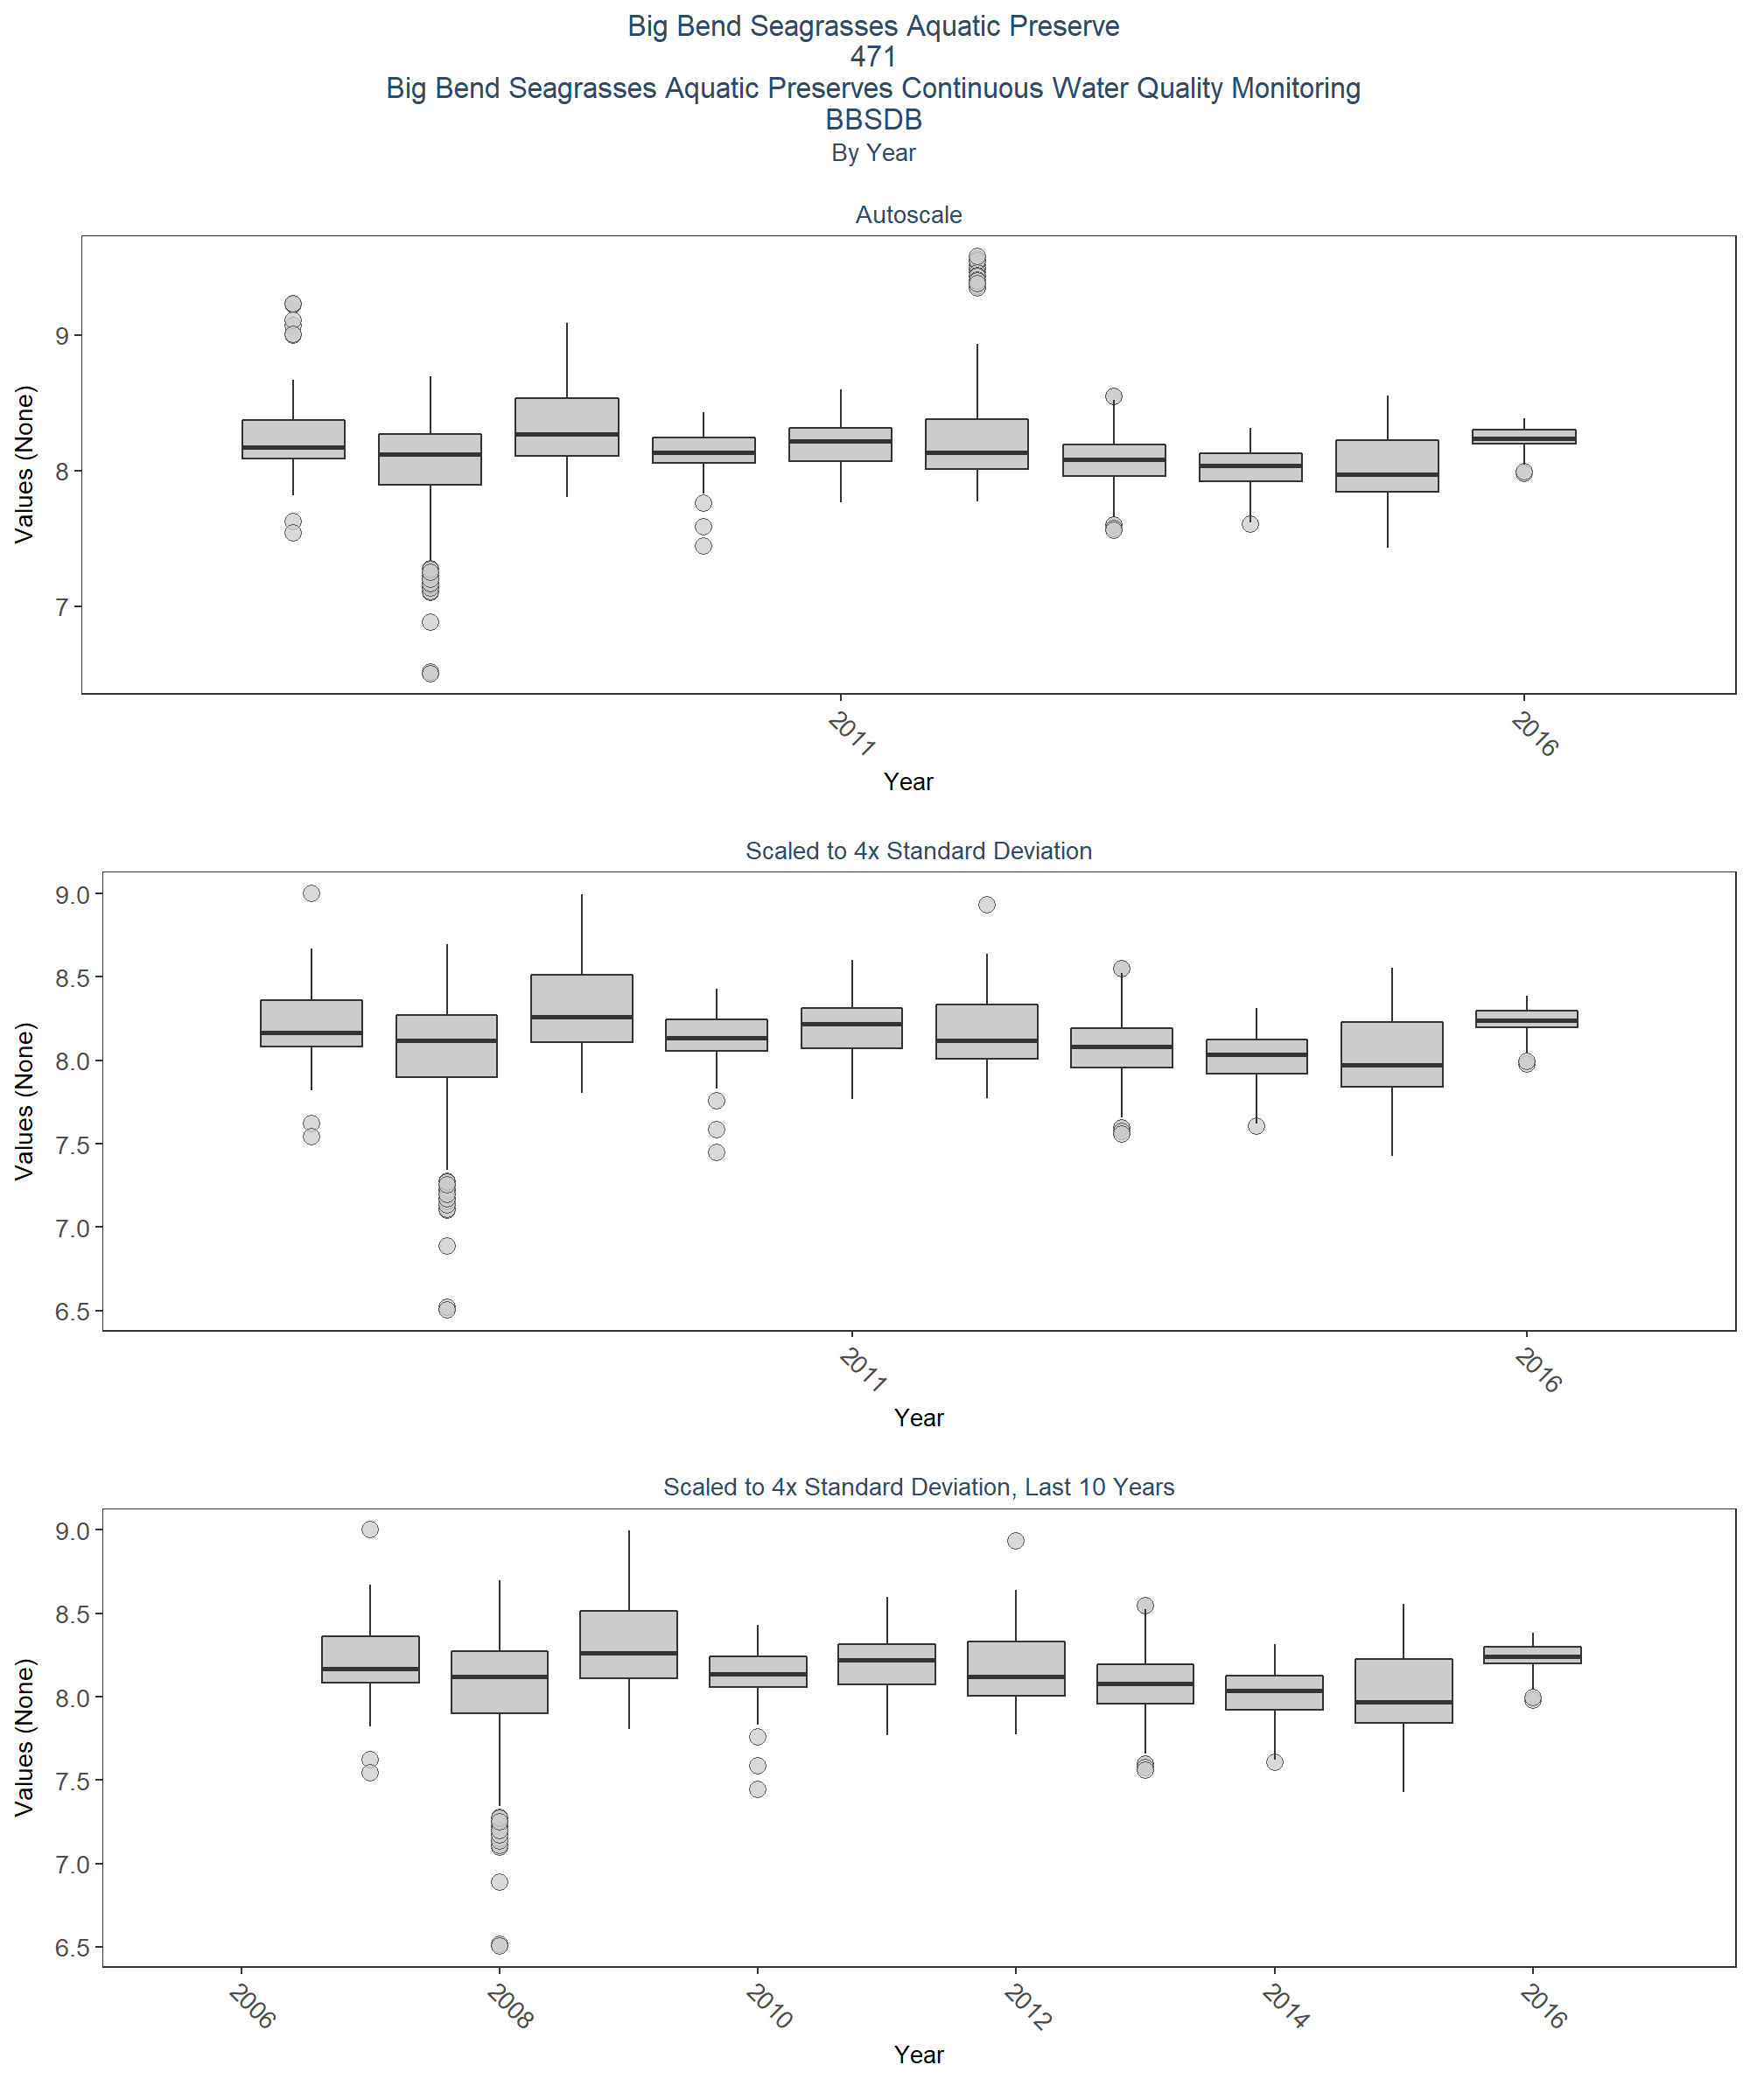 Big Bend Seagrasses Aquatic Preserve
471
Big Bend Seagrasses Aquatic Preserves Continuous Water Quality Monitoring
BBSDB
By Year
Autoscale
Values (None)
9
8
7
2011
2016
Year
Scaled to 4x Standard Deviation
Values (None)
9.0
8.5
8.0
7.5
7.0
6.5
2011
2016
Year
Scaled to 4x Standard Deviation, Last 10 Years
Values (None)
9.0
8.5
8.0
7.5
7.0
6.5
2006
2008
2010
2012
2014
2016
Year